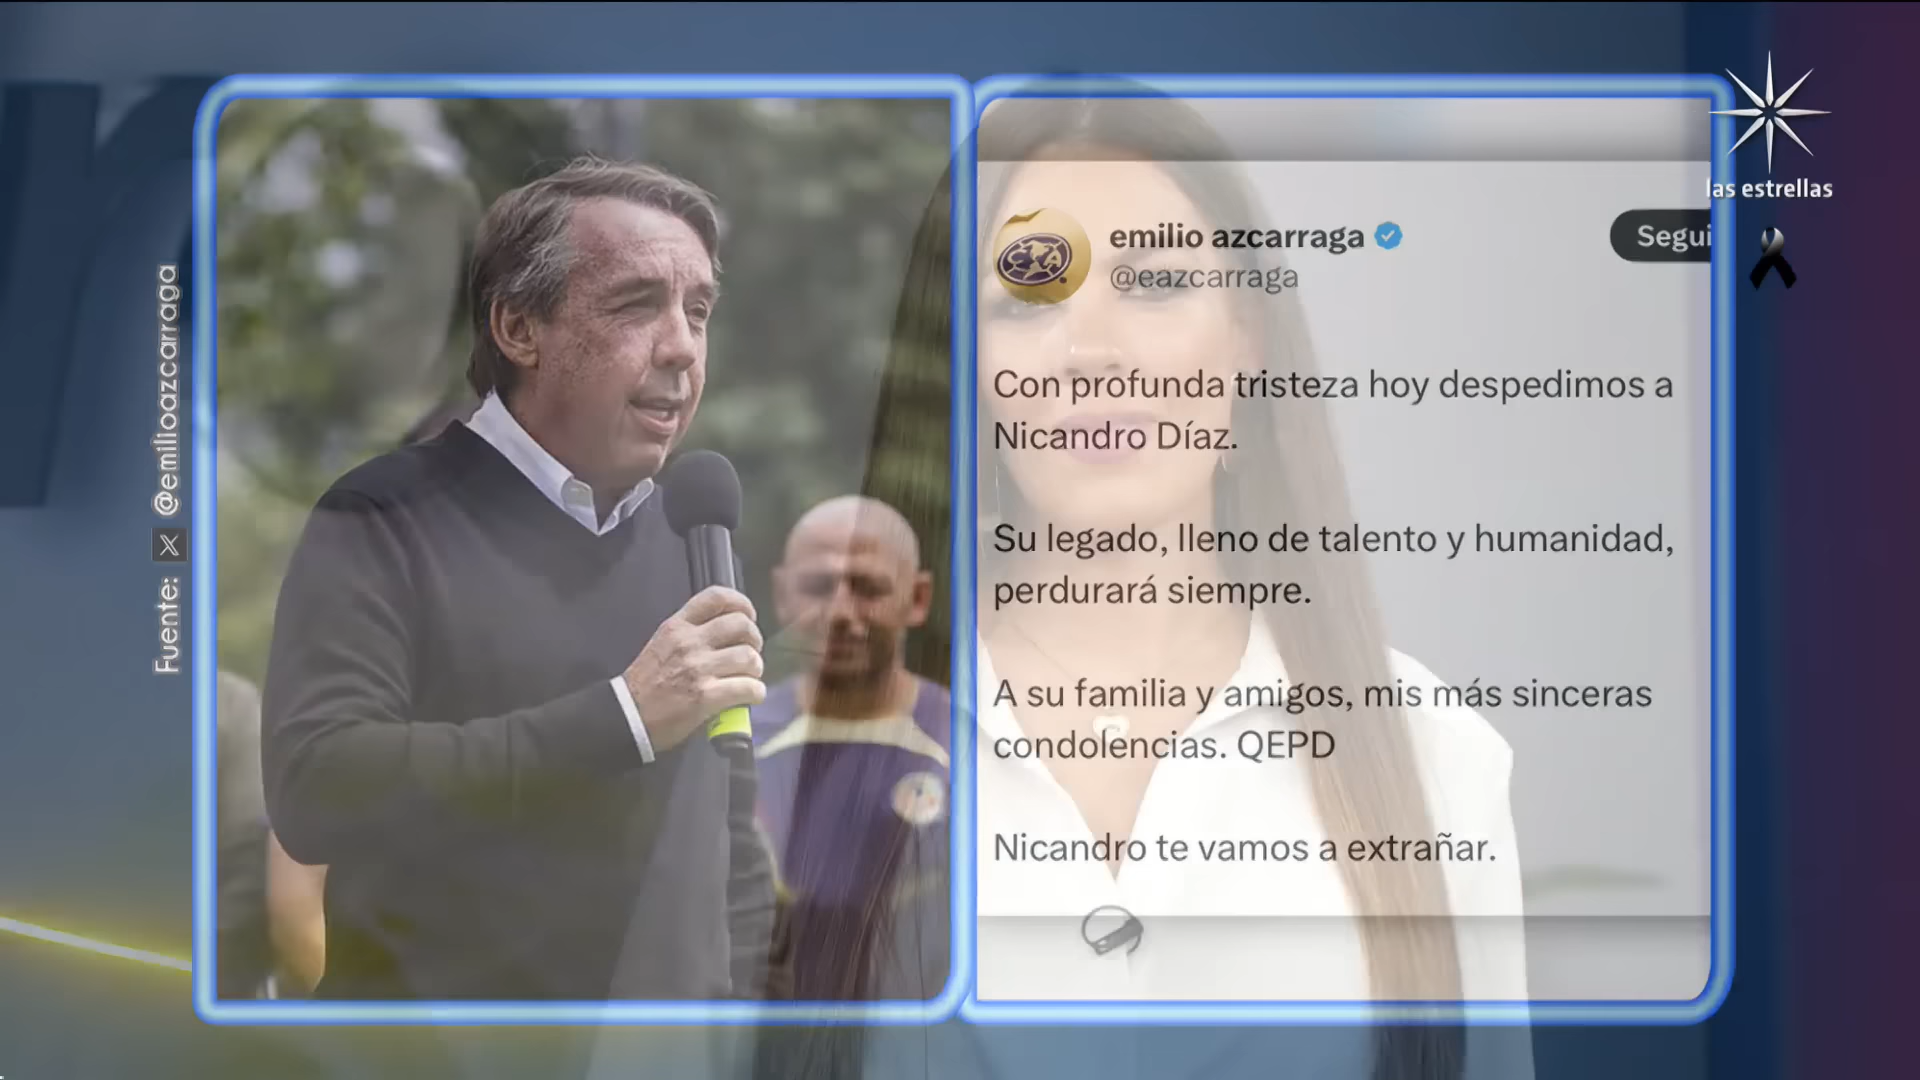 las estrellas
Fuente: X @emilioazcarraga
CFA
emilio azcarraga
@eazcarraga
Segui
Con profunda tristeza hoy despedimos a
Nicandro Díaz.
Su legado, lleno de talento y humanidad,
perdurará siempre.
A su familia y amigos, mis más sinceras
condolencias. QEPD
Nicandro te vamos a extrañar.